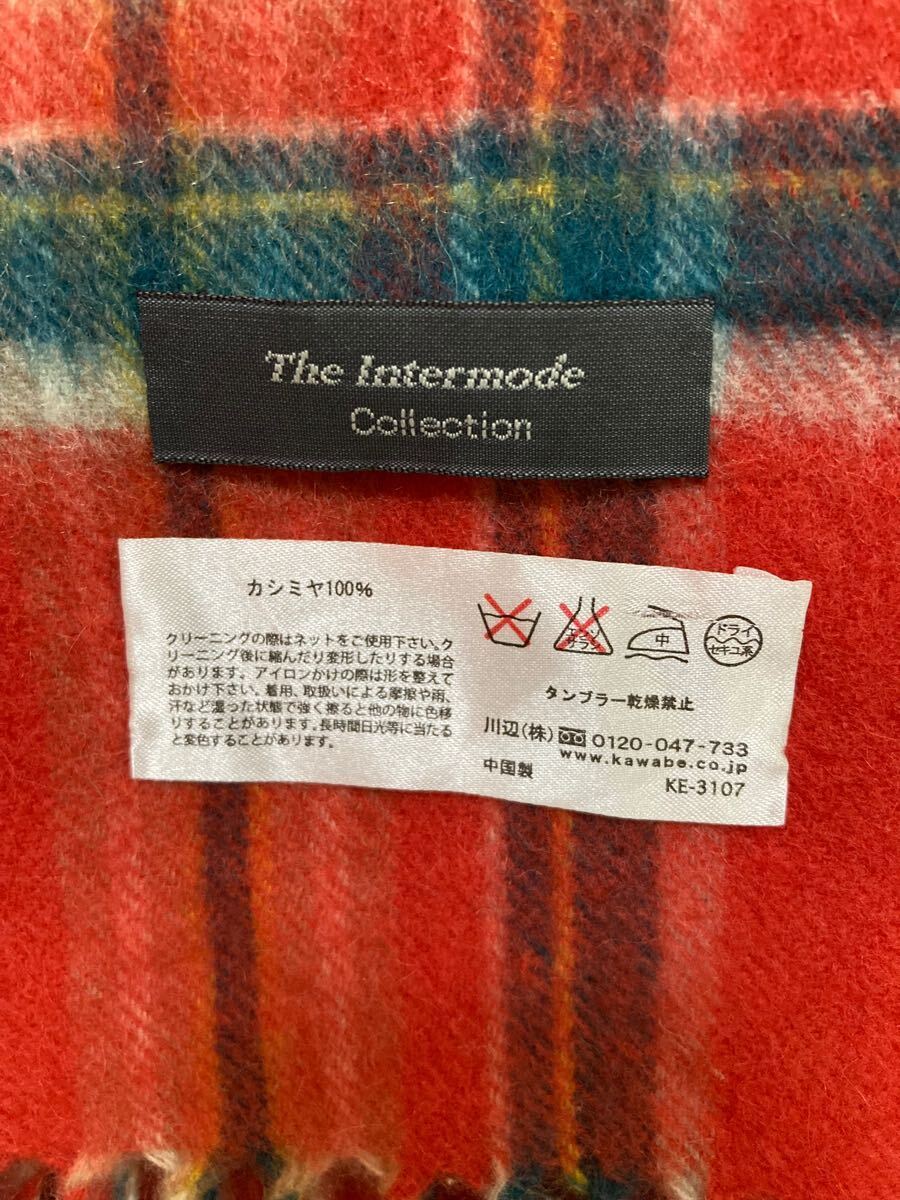 The Intermode
Collection
カシミヤ100%
クリーニングの際はネットをご使用下さい。ク
リーニング後に縮んだり変形したりする場合
があります。アイロンかけの際は形を整えて
おかけ下さい。着用、取扱いによる摩擦や雨、
汗など湿った状態で強く擦ると他の物に色移
りすることがあります。長時間日光等に当たる
と変色することがあります。
エンソ
サラシ
中
ドライ
セキユ系
タンブラー乾燥禁止
川辺(株) 0120-047-733
www.kawabe.co.jp
中国製
KE-3107